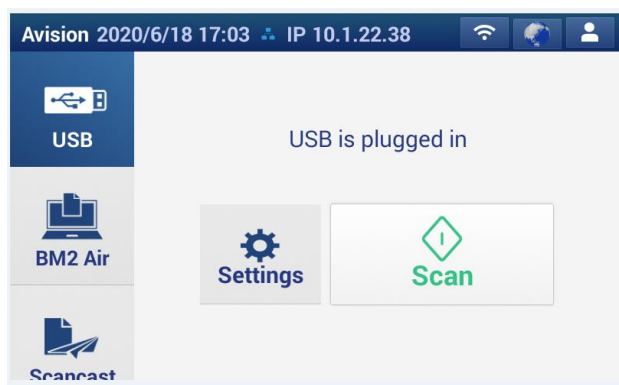 Avision 2020/6/18 17:03 IP 10.1.22.38
USB
USB is plugged in
BM2 Air
Settings
Scan
Scancast